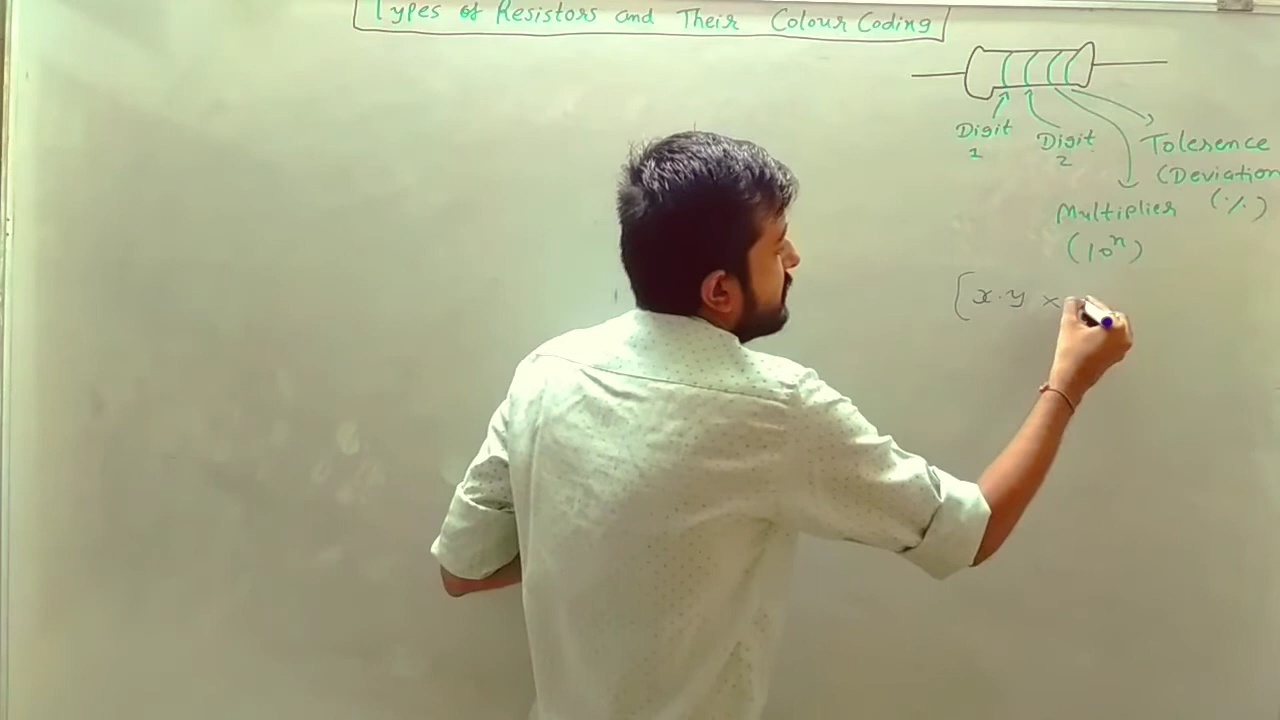 Types of Resistors and Their Colour Coding
Digit
1
Digit
2
Tolerence
(Deviation
(%)
Multiplier
(10ⁿ)
[x.y ×